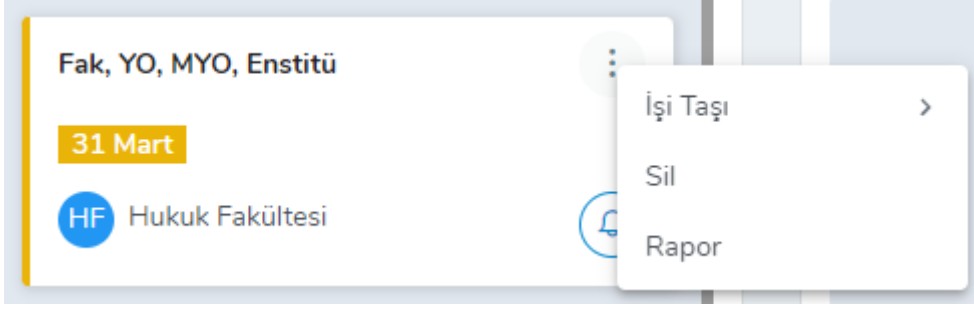 Fak, YO, MYO, Enstitü
31 Mart
HF Hukuk Fakültesi
İşi Taşı
Sil
Rapor